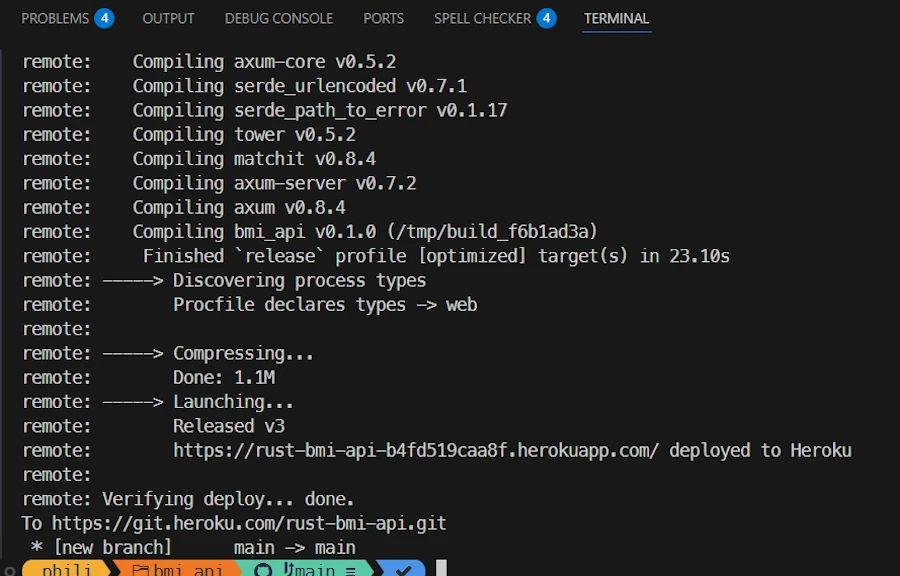 PROBLEMS 4 OUTPUT DEBUG CONSOLE PORTS SPELL CHECKER 4 TERMINAL
remote:    Compiling axum-core v0.5.2
remote:    Compiling serde_urlencoded v0.7.1
remote:    Compiling serde_path_to_error v0.1.17
remote:    Compiling tower v0.5.2
remote:    Compiling matchit v0.8.4
remote:    Compiling axum-server v0.7.2
remote:    Compiling axum v0.8.4
remote:    Compiling bmi_api v0.1.0 (/tmp/build_f6b1ad3a)
remote:     Finished `release` profile [optimized] target(s) in 23.10s
remote: -----> Discovering process types
remote:        Procfile declares types -> web
remote:
remote: -----> Compressing...
remote:        Done: 1.1M
remote: -----> Launching...
remote:        Released v3
remote:        https://rust-bmi-api-b4fd519caa8f.herokuapp.com/ deployed to Heroku
remote:
remote: Verifying deploy... done.
To https://git.heroku.com/rust-bmi-api.git
 * [new branch]      main -> main
phili bmi_api main ≡